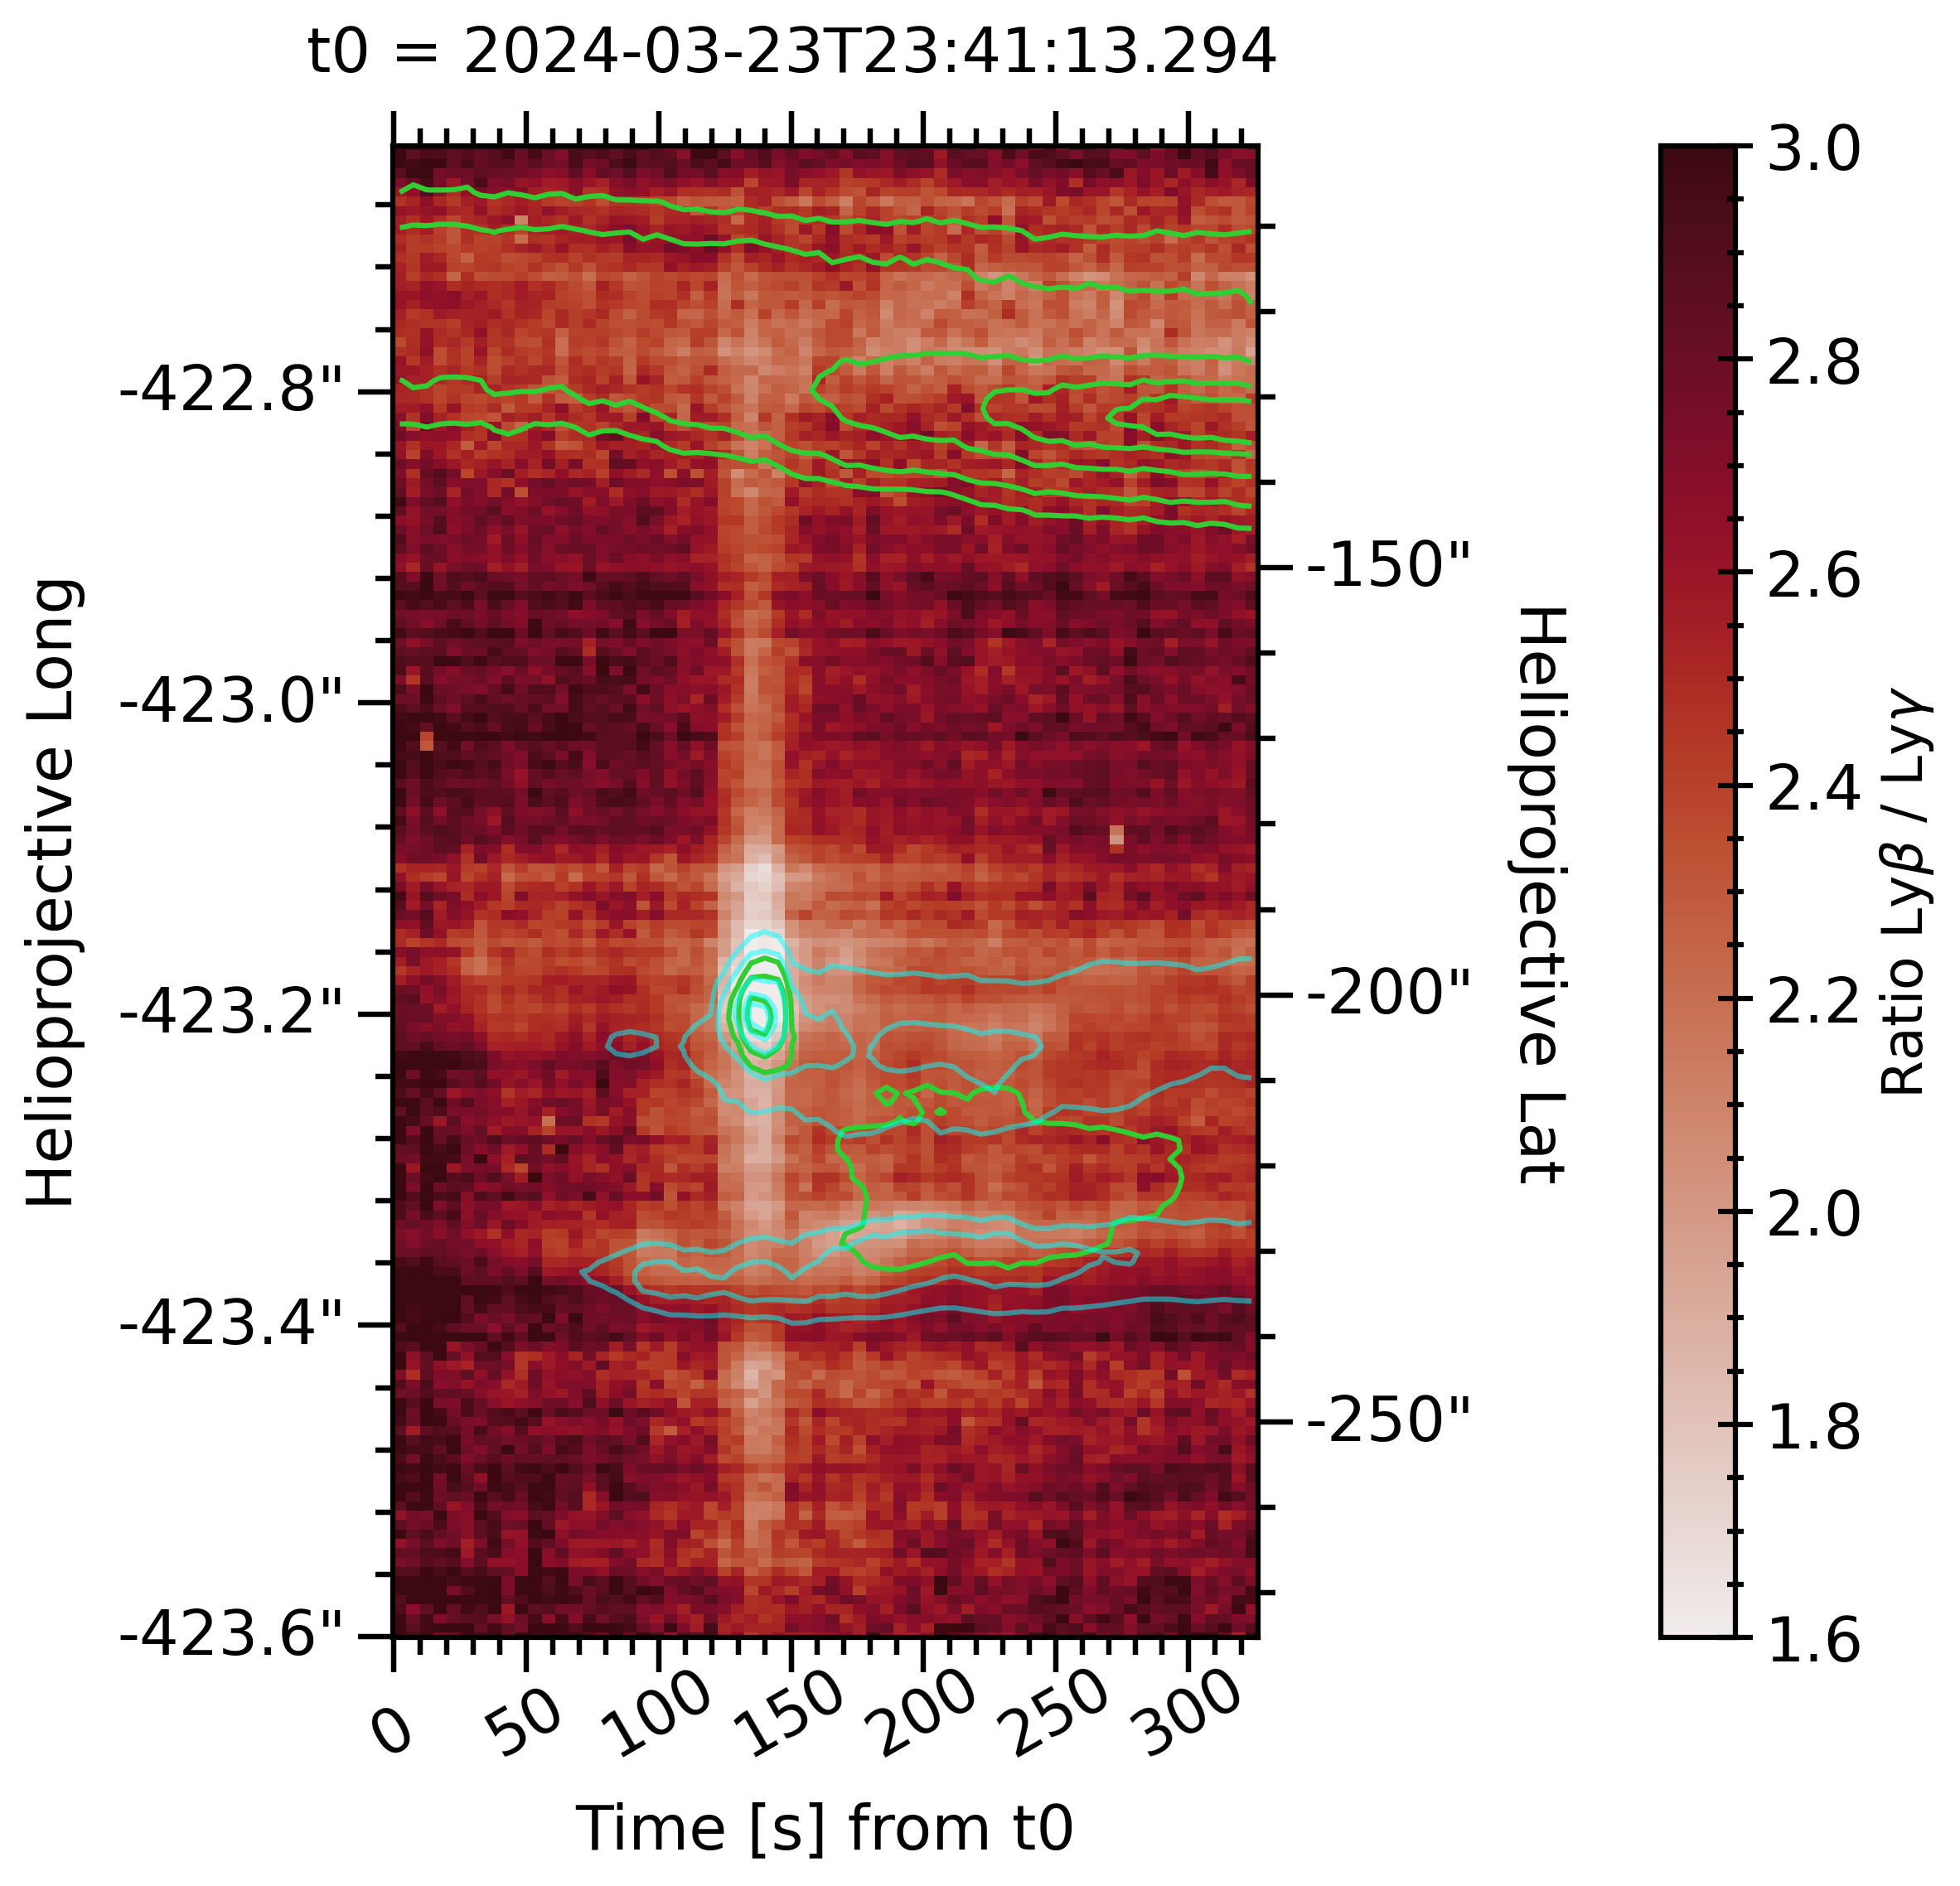 t0 = 2024-03-23T23:41:13.294
Helioprojective Long
-422.8"
-423.0"
-423.2"
-423.4"
-423.6"
0 50 100 150 200 250 300
Time [s] from t0
-150"
-200"
-250"
Helioprojective Lat
3.0
2.8
2.6
2.4
2.2
2.0
1.8
1.6
Ratio Lyβ / Lyγ